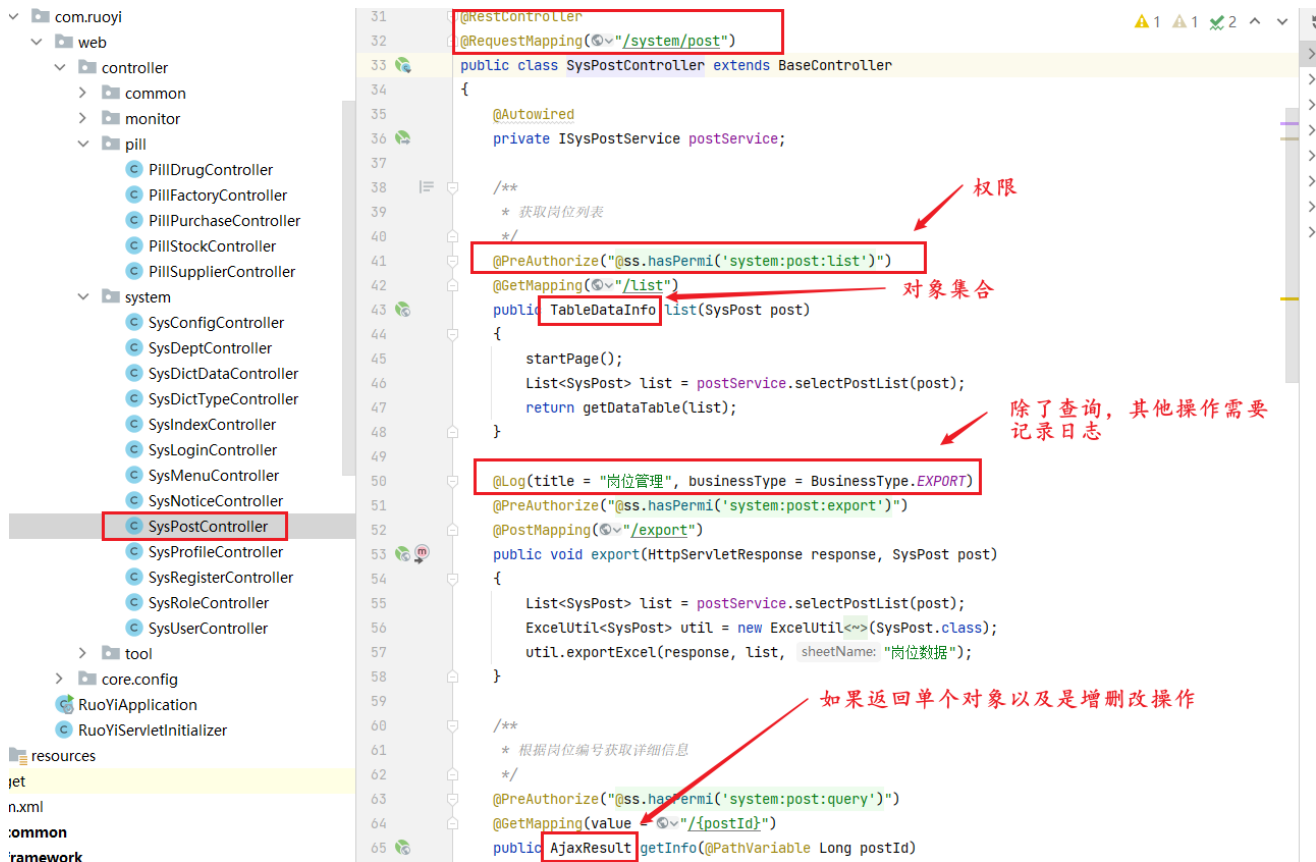 com.ruoyi
web
controller
common
monitor
pill
PillDrugController
PillFactoryController
PillPurchaseController
PillStockController
PillSupplierController
system
SysConfigController
SysDeptController
SysDictDataController
SysDictTypeController
SysIndexController
SysLoginController
SysMenuController
SysNoticeController
SysPostController
SysProfileController
SysRegisterController
SysRoleController
SysUserController
tool
core.config
RuoYiApplication
RuoYiServletInitializer
resources
get
n.xml
common
framework
1 1 2
31 @RestController
32 @RequestMapping("/system/post")
33 public class SysPostController extends BaseController
34 {
35 @Autowired
36 private ISysPostService postService;
37
38 /**
39 * 获取岗位列表
40 */
41 @PreAuthorize("@ss.hasPermi('system:post:list')")
42 @GetMapping("/list")
43 public TableDataInfo list(SysPost post)
44 {
45 startPage();
46 List<SysPost> list = postService.selectPostList(post);
47 return getDataTable(list);
48 }
49
50 @Log(title = "岗位管理", businessType = BusinessType.EXPORT)
51 @PreAuthorize("@ss.hasPermi('system:post:export')")
52 @PostMapping("/export")
53 public void export(HttpServletResponse response, SysPost post)
54 {
55 List<SysPost> list = postService.selectPostList(post);
56 ExcelUtil<SysPost> util = new ExcelUtil<~>(SysPost.class);
57 util.exportExcel(response, list, sheetName: "岗位数据");
58 }
59
60 /**
61 * 根据岗位编号获取详细信息
62 */
63 @PreAuthorize("@ss.hasPermi('system:post:query')")
64 @GetMapping(value = "/{postId}")
65 public AjaxResult getInfo(@PathVariable Long postId)
权限
对象集合
除了查询，其他操作需要
记录日志
如果返回单个对象以及是增删改操作